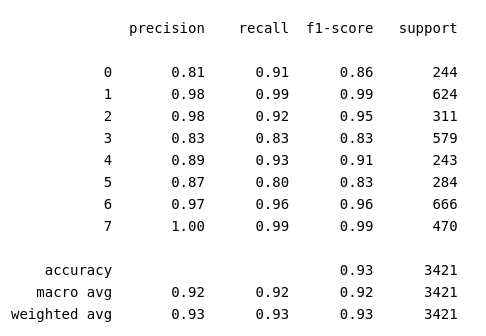 precision recall f1-score support
0 0.81 0.91 0.86 244
1 0.98 0.99 0.99 624
2 0.98 0.92 0.95 311
3 0.83 0.83 0.83 579
4 0.89 0.93 0.91 243
5 0.87 0.80 0.83 284
6 0.97 0.96 0.96 666
7 1.00 0.99 0.99 470
accuracy 0.93 3421
macro avg 0.92 0.92 0.92 3421
weighted avg 0.93 0.93 0.93 3421